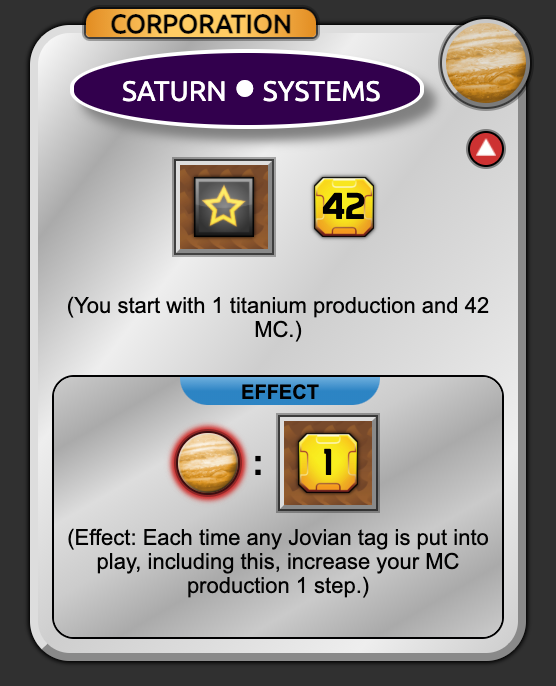 CORPORATION
SATURN ● SYSTEMS
42
(You start with 1 titanium production and 42
MC.)
EFFECT
: 1
(Effect: Each time any Jovian tag is put into
play, including this, increase your MC
production 1 step.)